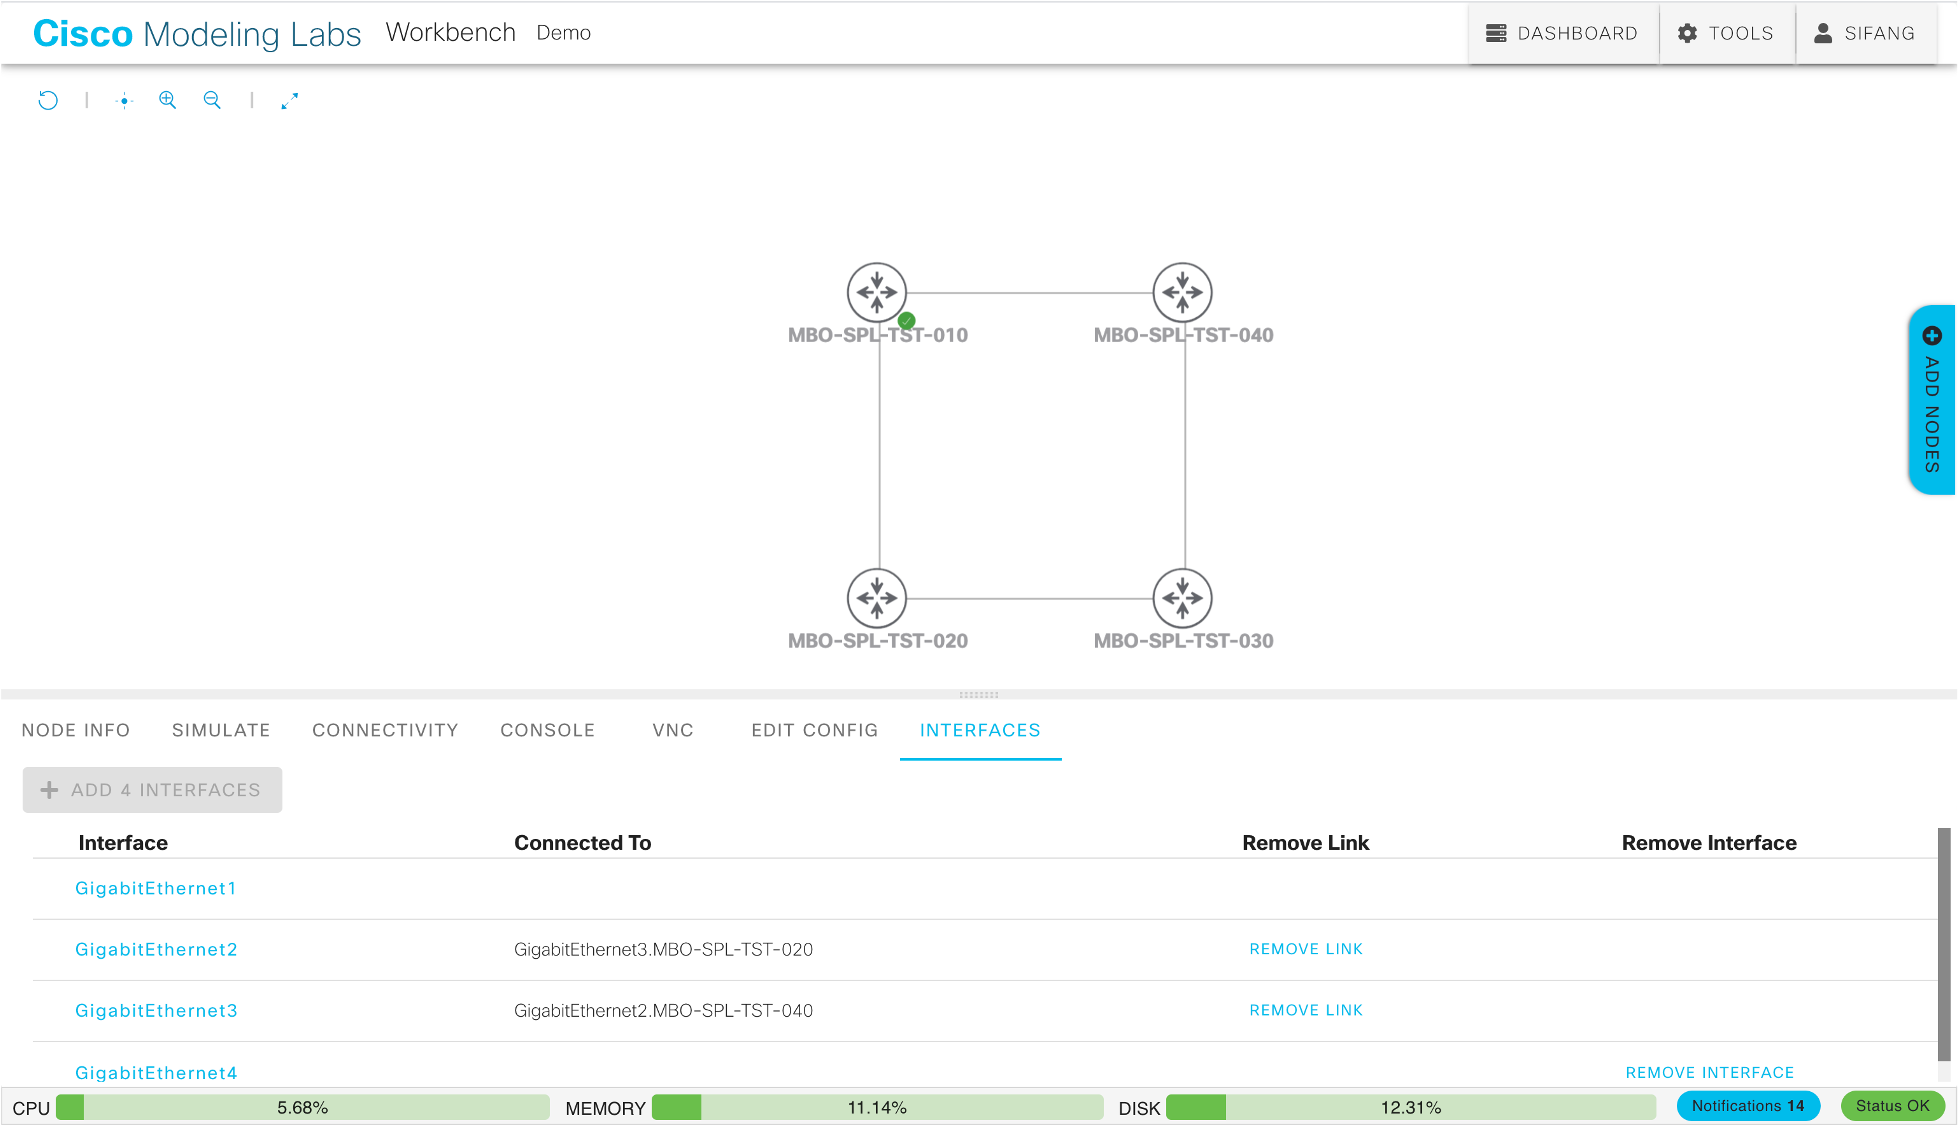 Cisco Modeling Labs Workbench Demo DASHBOARD TOOLS SIFANG
MBO-SPL-TST-010 MBO-SPL-TST-040
ADD NODES
MBO-SPL-TST-020 MBO-SPL-TST-030
NODE INFO SIMULATE CONNECTIVITY CONSOLE VNC EDIT CONFIG INTERFACES
ADD 4 INTERFACES
Interface Connected To Remove Link Remove Interface
GigabitEthernet1
GigabitEthernet2 GigabitEthernet3.MBO-SPL-TST-020 REMOVE LINK
GigabitEthernet3 GigabitEthernet2.MBO-SPL-TST-040 REMOVE LINK
GigabitEthernet4 REMOVE INTERFACE
CPU 5.68% MEMORY 11.14% DISK 12.31% Notifications 14 Status OK